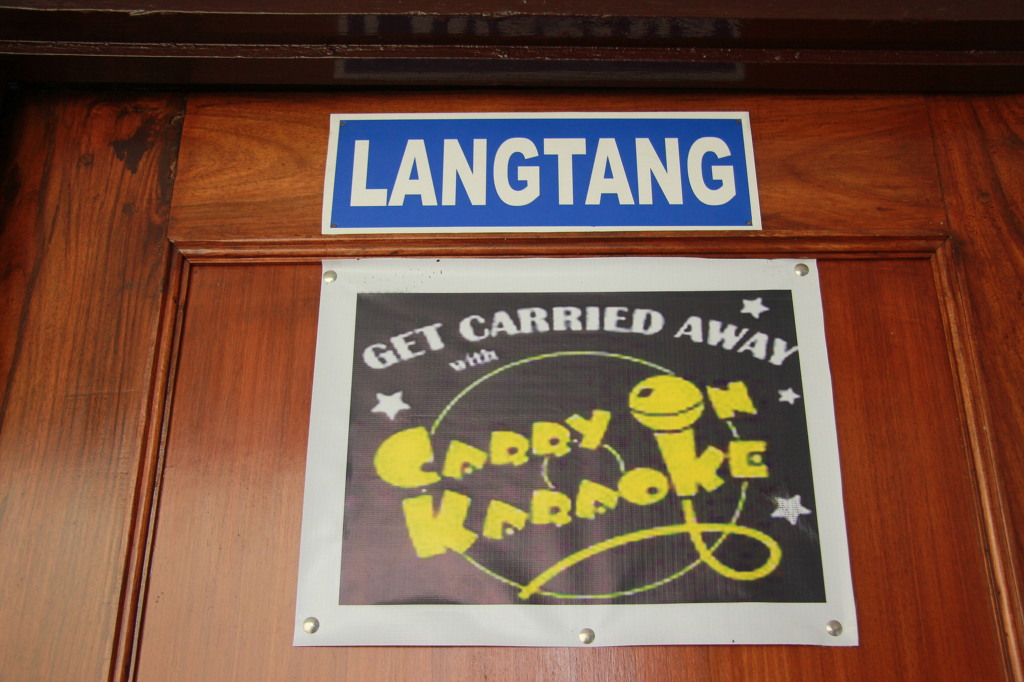 LANGTANG
GET CARRIED AWAY
with
CARRY ON
KARAOKE